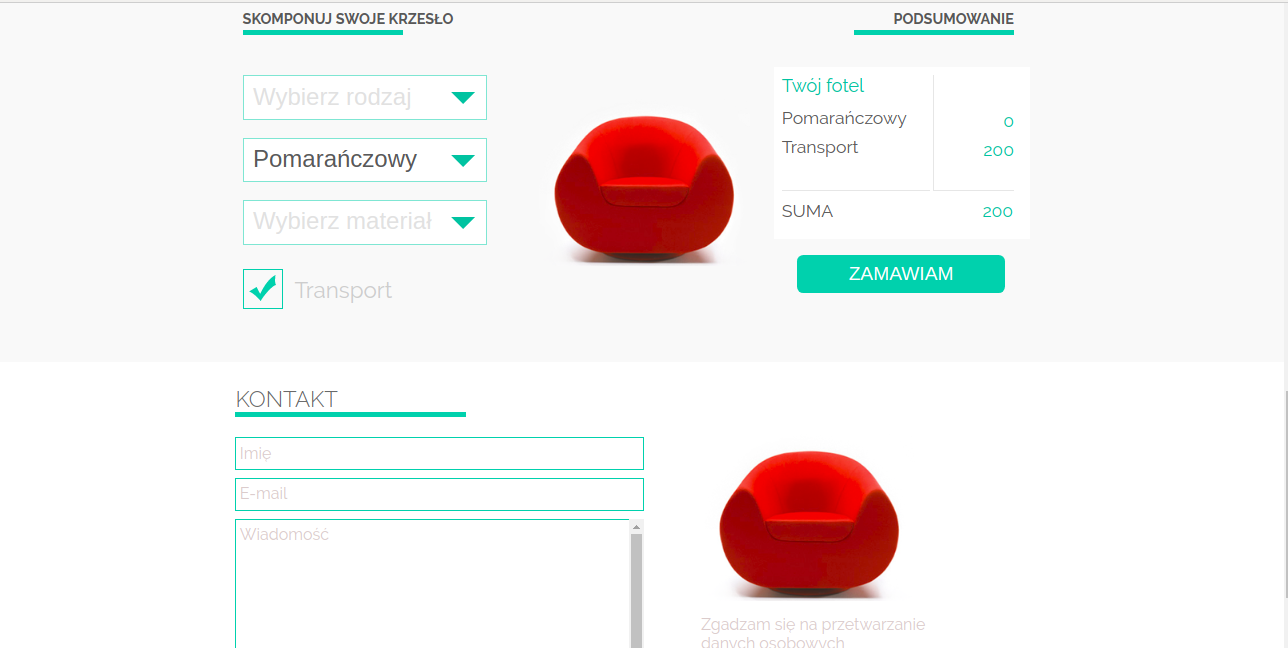 SKOMPONUJ SWOJE KRZESŁO
PODSUMOWANIE
Wybierz rodzaj
Pomarańczowy
Wybierz materiał
Transport
Twój fotel
Pomarańczowy 0
Transport 200
SUMA 200
ZAMAWIAM
KONTAKT
Imię
E-mail
Wiadomość
Zgadzam się na przetwarzanie
danych osobowych